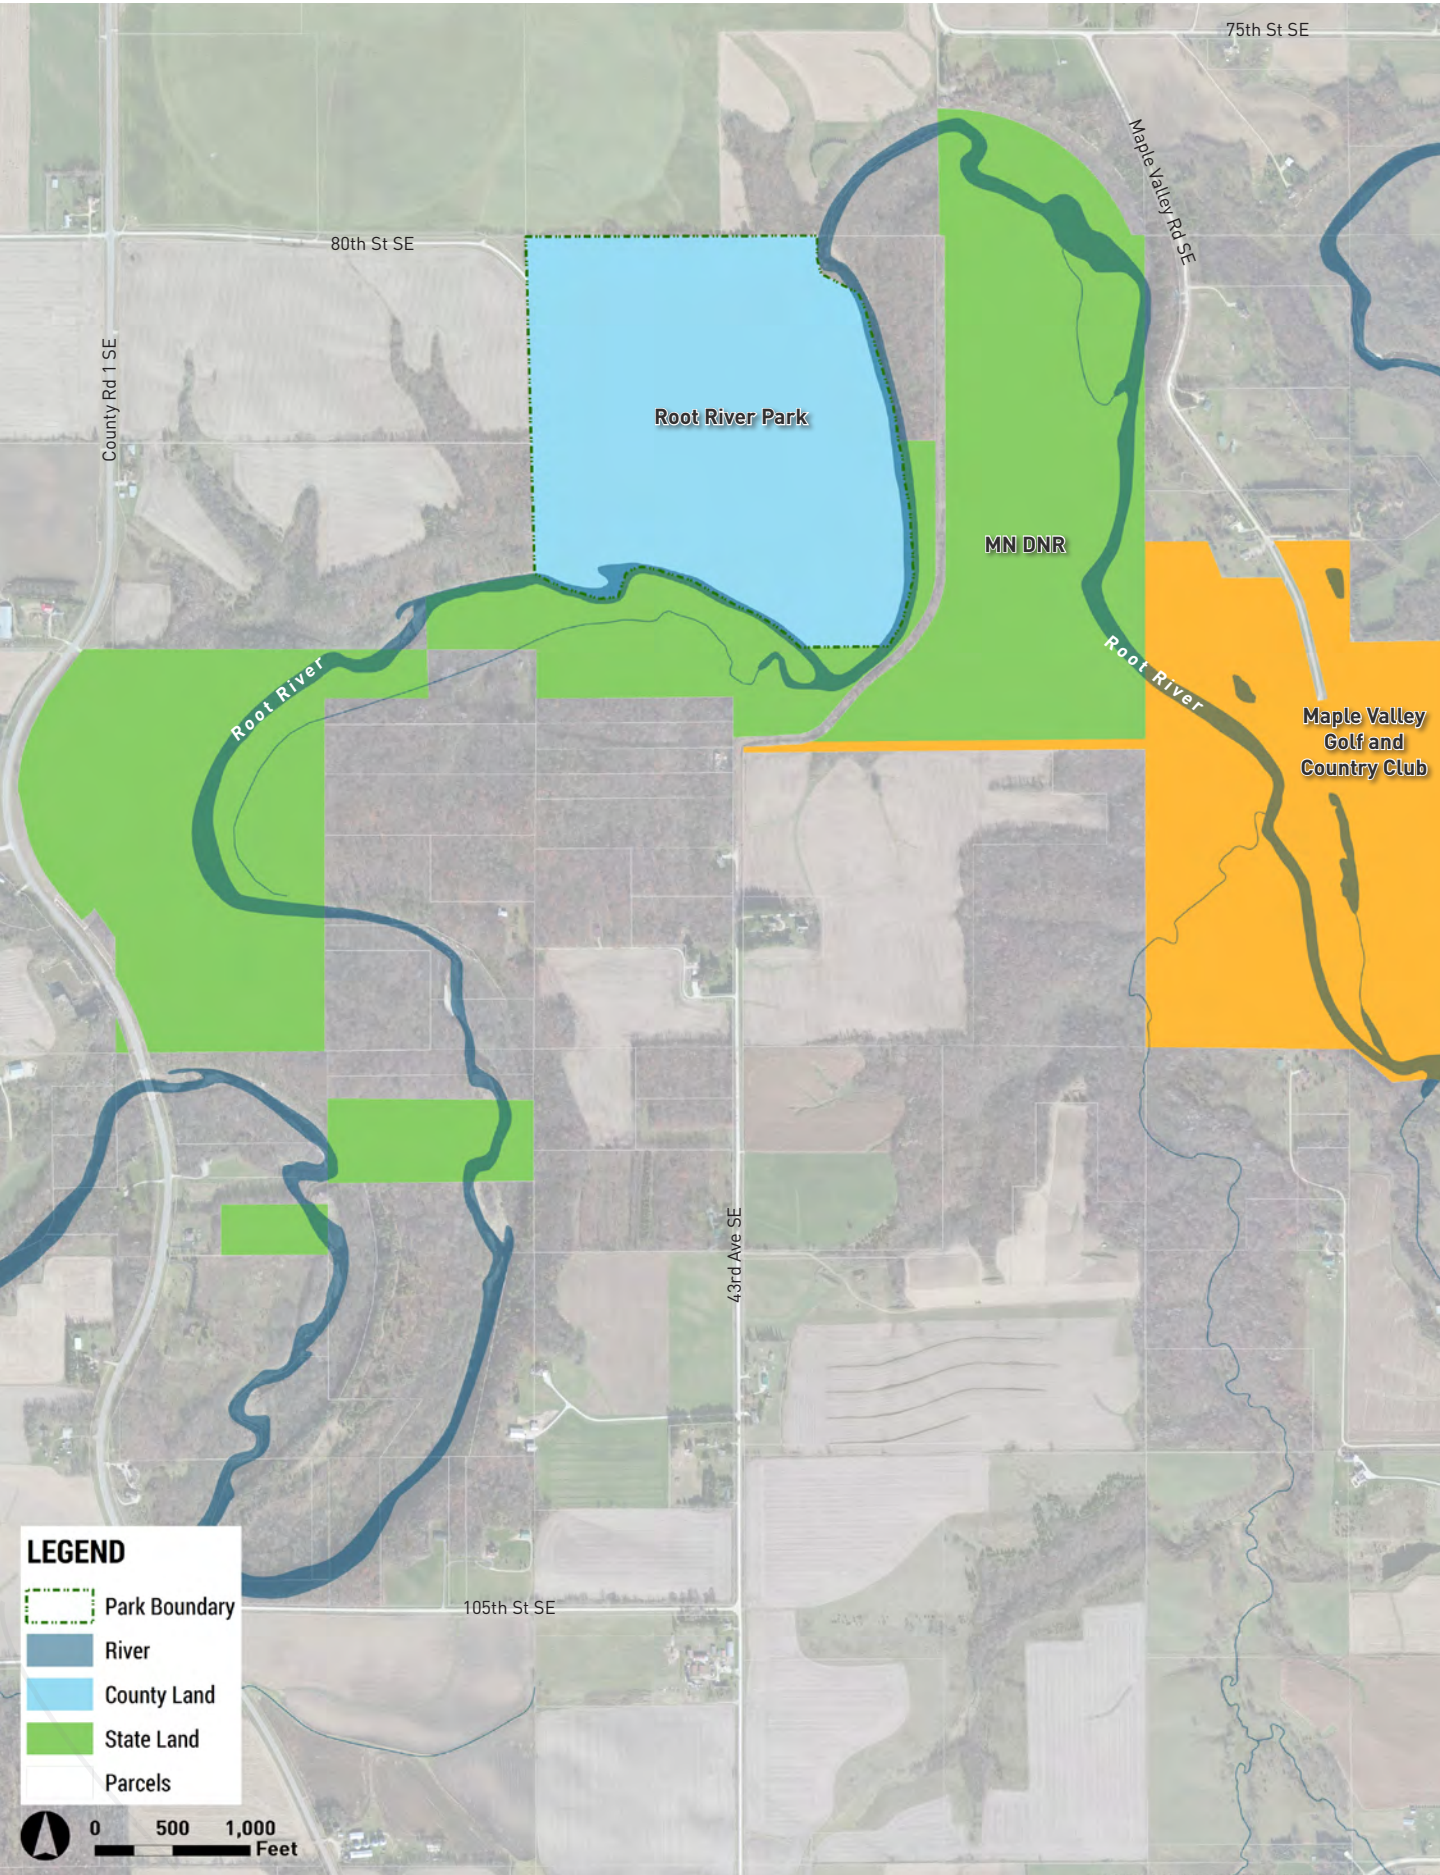 75th St SE
Maple Valley Rd SE
80th St SE
County Rd 1 SE
Root River Park
MN DNR
Root River
Root River
Maple Valley
Golf and
Country Club
43rd Ave SE
105th St SE
LEGEND
Park Boundary
River
County Land
State Land
Parcels
0 500 1,000
Feet